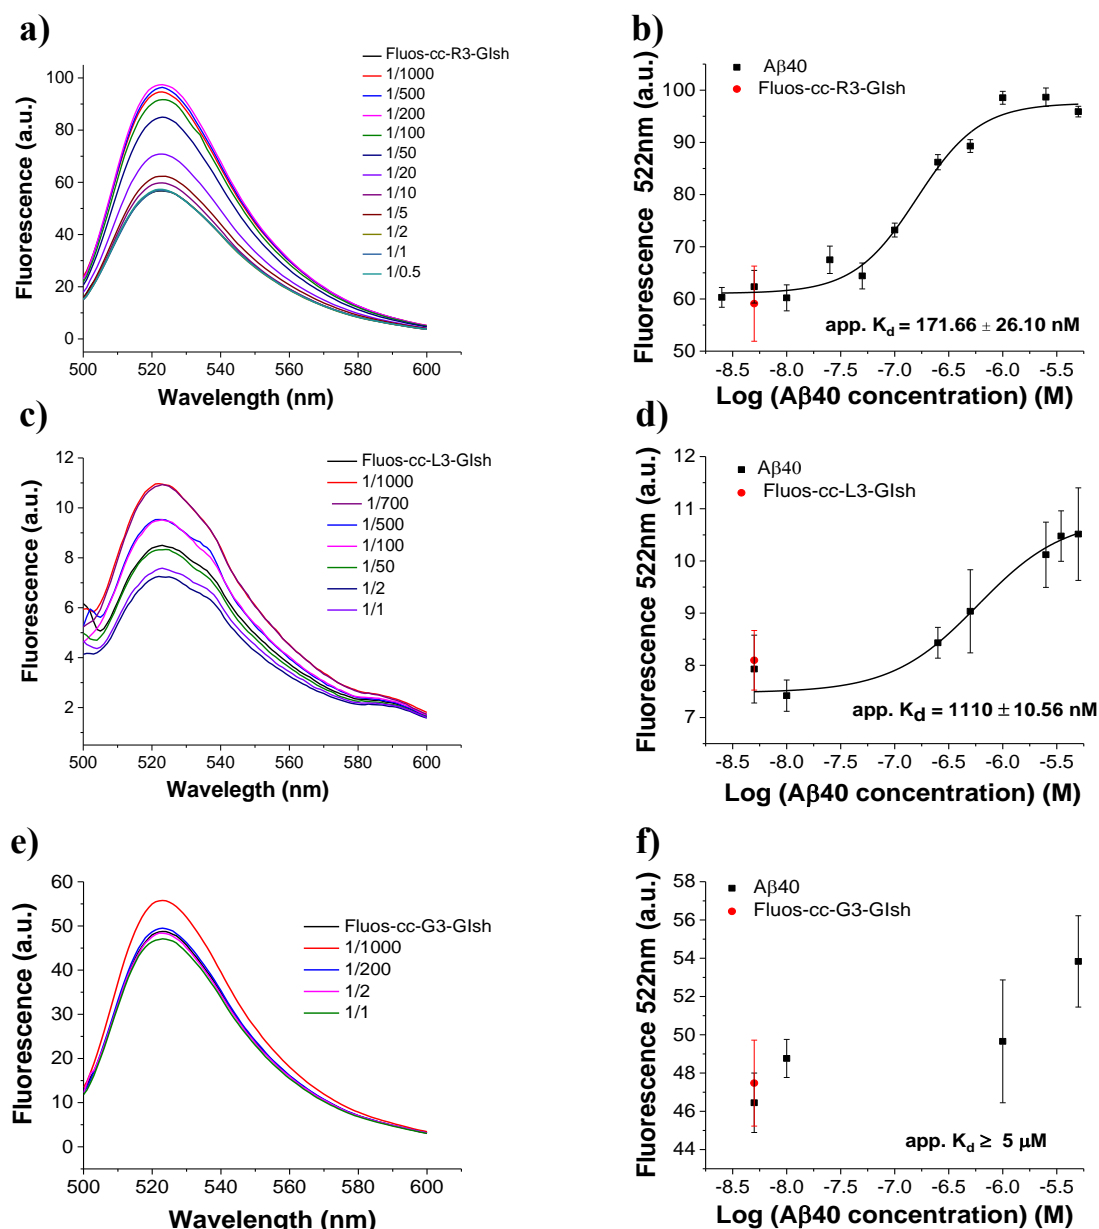 a)
Fluos-cc-R3-GIsh
1/1000
1/500
1/200
1/100
1/50
1/20
1/10
1/5
1/2
1/1
1/0.5
Fluorescence (a.u.)
100
80
60
40
20
0
500 520 540 560 580 600
Wavelength (nm)
b)
Aβ40
Fluos-cc-R3-GIsh
Fluorescence 522nm (a.u.)
100
90
80
70
60
50
app. Kd = 171.66 ± 26.10 nM
-8.5 -8.0 -7.5 -7.0 -6.5 -6.0 -5.5
Log (Aβ40 concentration) (M)
c)
Fluos-cc-L3-GIsh
1/1000
1/700
1/500
1/100
1/50
1/2
1/1
Fluorescence (a.u.)
12
10
8
6
4
2
500 520 540 560 580 600
Wavelegth (nm)
d)
Aβ40
Fluos-cc-L3-GIsh
Fluorescence 522nm (a.u.)
12
11
10
9
8
7
app. Kd = 1110 ± 10.56 nM
-8.5 -8.0 -7.5 -7.0 -6.5 -6.0 -5.5
Log (Aβ40 concentration) (M)
e)
Fluos-cc-G3-GIsh
1/1000
1/200
1/2
1/1
Fluorescence (a.u.)
60
50
40
30
20
10
0
500 520 540 560 580 600
Wavelength (nm)
f)
Aβ40
Fluos-cc-G3-GIsh
Fluorescence 522nm (a.u.)
58
56
54
52
50
48
46
44
app. Kd ≥ 5 μM
-8.5 -8.0 -7.5 -7.0 -6.5 -6.0 -5.5
Log (Aβ40 concentration) (M)